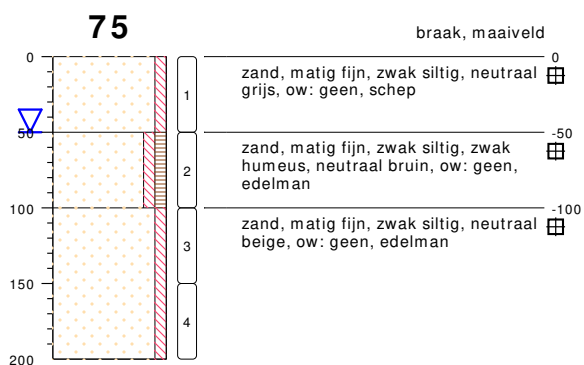 75
braak, maaiveld
0
0
zand, matig fijn, zwak siltig, neutraal
grijs, ow: geen, schep
1
50
-50
zand, matig fijn, zwak siltig, zwak
humeus, neutraal bruin, ow: geen,
edelman
2
100
-100
zand, matig fijn, zwak siltig, neutraal
beige, ow: geen, edelman
3
150
4
200